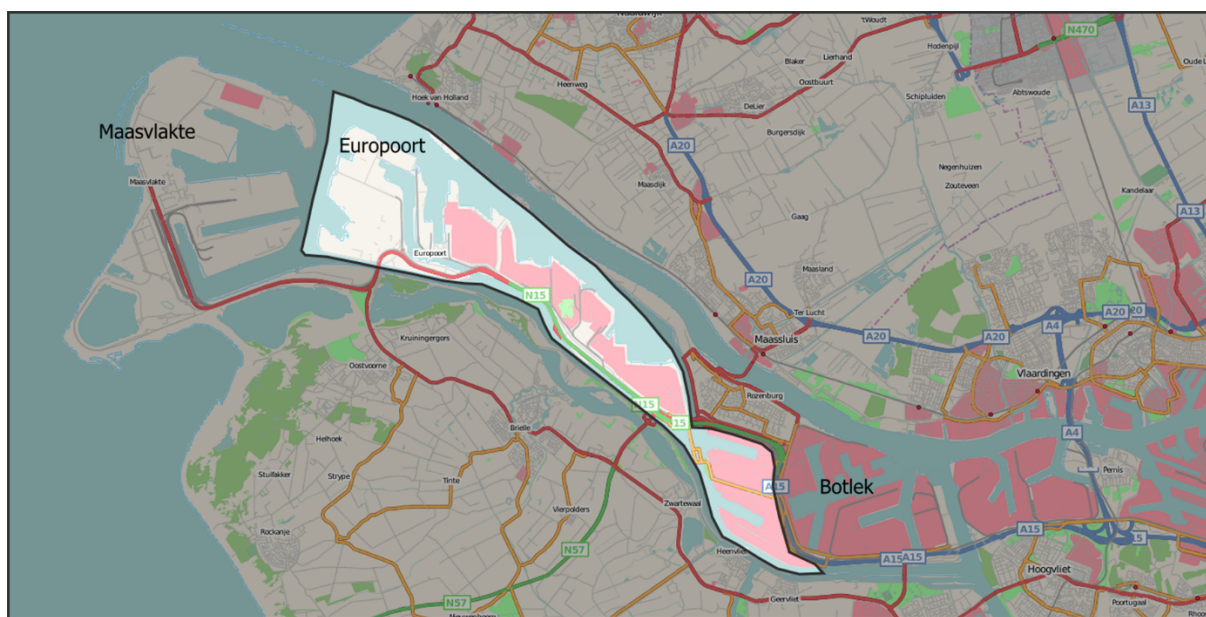 Naaldwijk
't Woudt
N470
Hodenpijl
Oude L
Blaker
Lierhand
Oostbuurt
Heenweg
Schipluiden
Abtswoude
Hoek van Holland
DeLier
A13
Maasvlakte
Burgersdijk
Europoort
A20
Negenhuizen
Maasdijk
Zouteveen
Kandelaar
Maasvlakte
A13
Gaag
Europoort
Maasland
A20
N15
Ter Lucht
A20
A4
A20
A20
Kruiningergors
Maassluis
Oostvoorne
Vlaardingen
Rozenburg
N15
15
Brielle
A4
Helhoek
Pernis
Stuifakker
Strype
Tinte
A15
Botlek
Zwartewaal
Vierpolders
Rockanje
A15
15
N57
Heenvliet
A15
A15
Hoogvliet
Geervliet
N57
Poortugaal
Rhoo